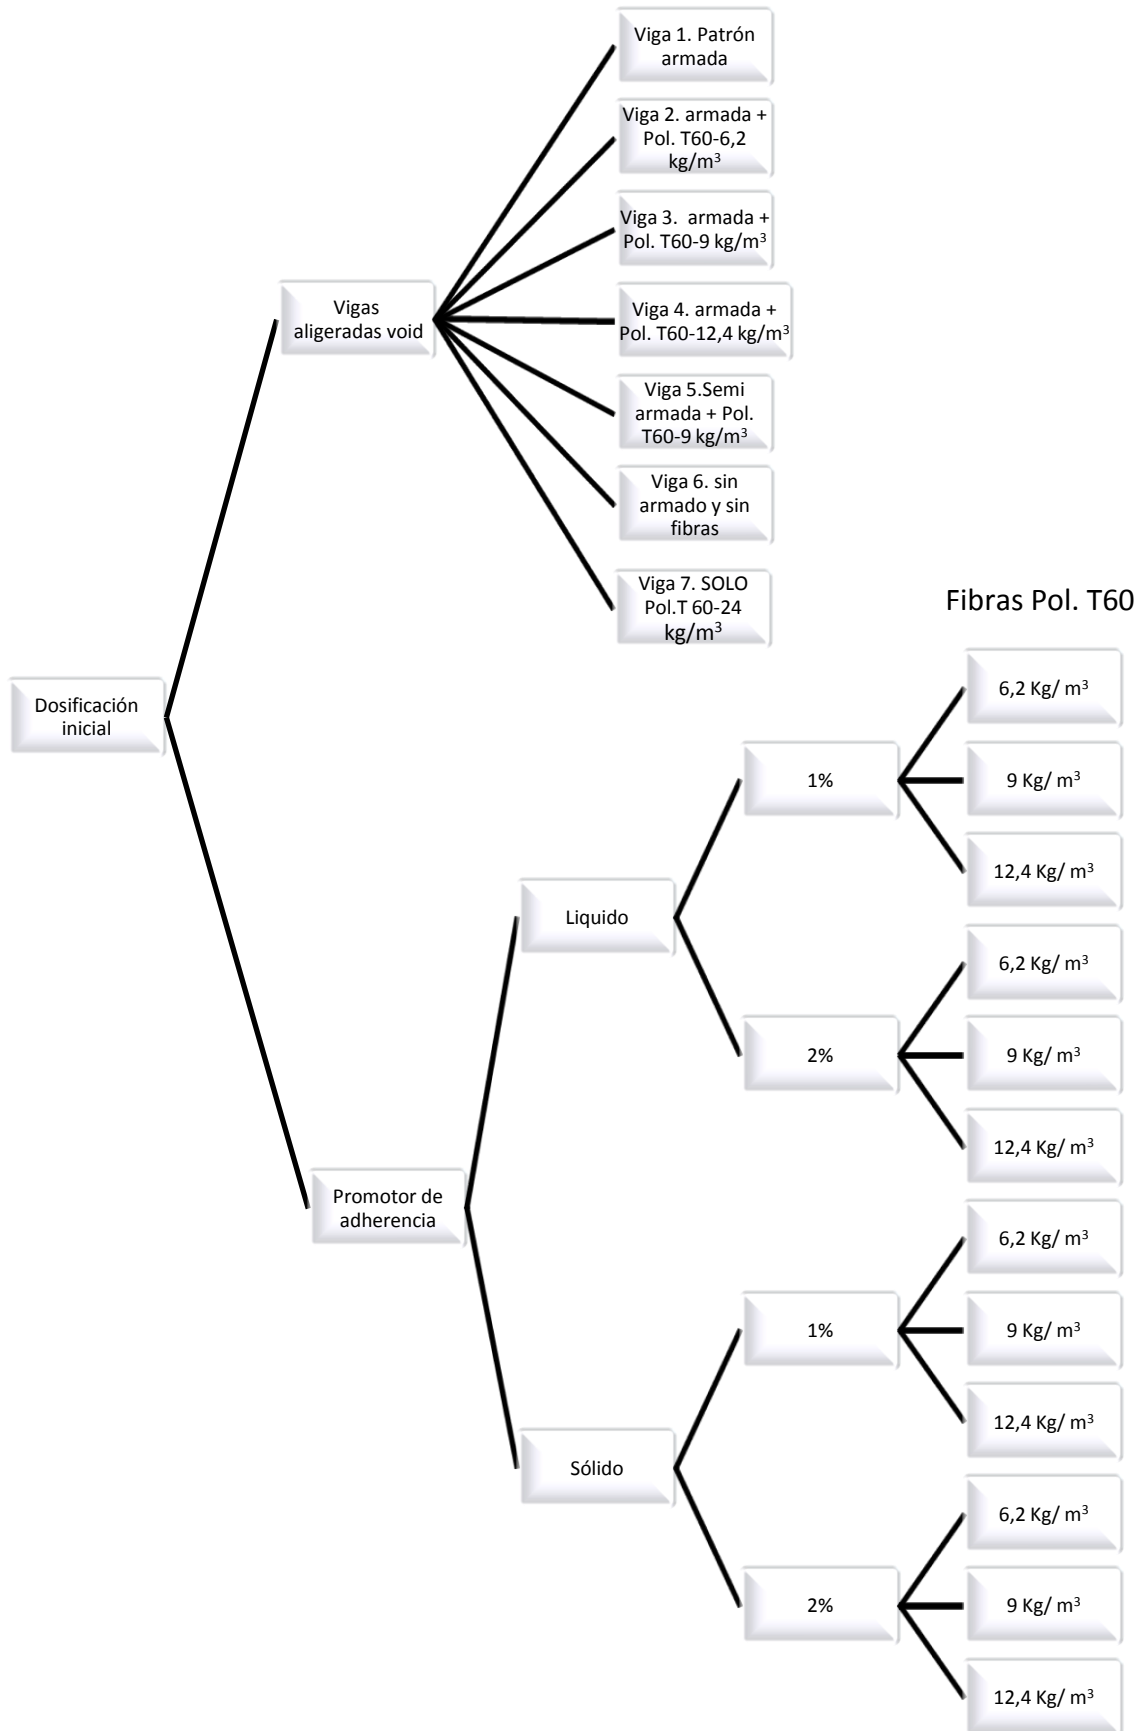 Viga 1. Patrón
armada
Viga 2. armada +
Pol. T60-6,2
kg/m³
Viga 3.  armada +
Pol. T60-9 kg/m³
Vigas
aligeradas void
Viga 4. armada +
Pol. T60-12,4 kg/m³
Viga 5.Semi
armada + Pol.
T60-9 kg/m³
Viga 6. sin
armado y sin
fibras
Viga 7. SOLO
Pol.T 60-24
kg/m³
Fibras Pol. T60
Dosificación
inicial
6,2 Kg/ m³
1%
9 Kg/ m³
12,4 Kg/ m³
Liquido
6,2 Kg/ m³
2%
9 Kg/ m³
12,4 Kg/ m³
Promotor de
adherencia
6,2 Kg/ m³
1%
9 Kg/ m³
12,4 Kg/ m³
Sólido
6,2 Kg/ m³
2%
9 Kg/ m³
12,4 Kg/ m³